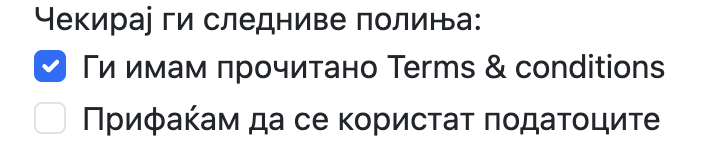 Чекирај ги следниве полиња:
Ги имам прочитано Terms & conditions
Прифаќам да се користат податоците